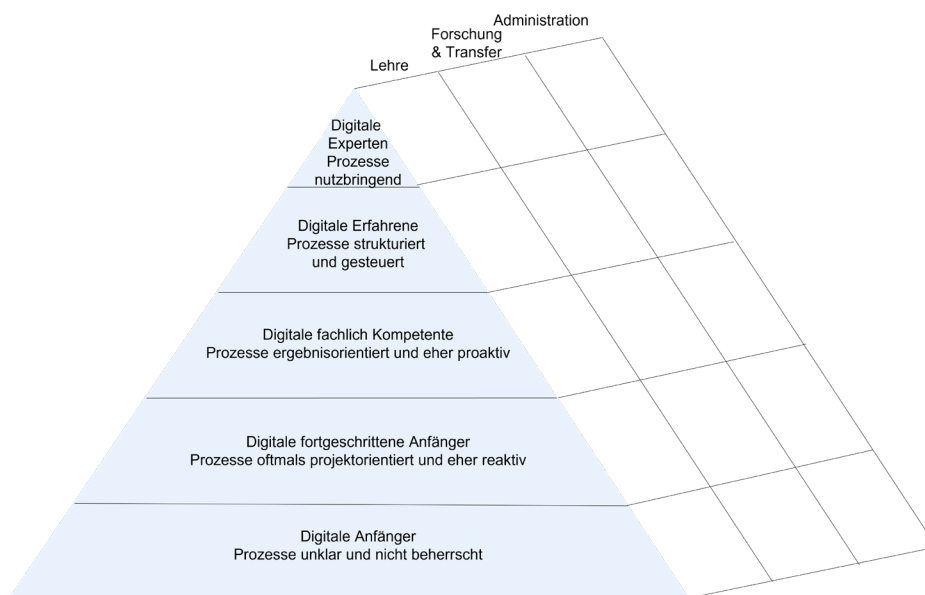 Administration
Forschung
& Transfer
Lehre
Digitale
Experten
Prozesse
nutzbringend
Digitale Erfahrene
Prozesse strukturiert
und gesteuert
Digitale fachlich Kompetente
Prozesse ergebnisorientiert und eher proaktiv
Digitale fortgeschrittene Anfänger
Prozesse oftmals projektorientiert und eher reaktiv
Digitale Anfänger
Prozesse unklar und nicht beherrscht